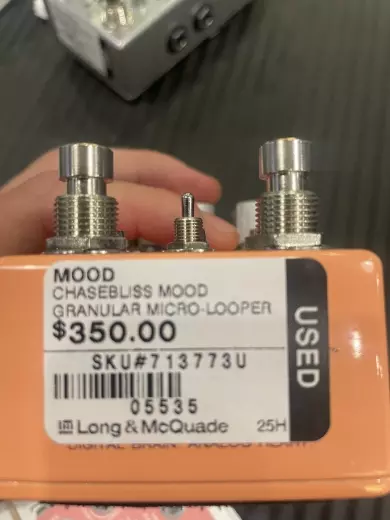 MOOD
CHASEBLISS MOOD
GRANULAR MICRO-LOOPER
$350.00
USED
SKU#713773U
05535
Long & McQuade 25H
DIGITAL BRAIN. ANALOG HEART